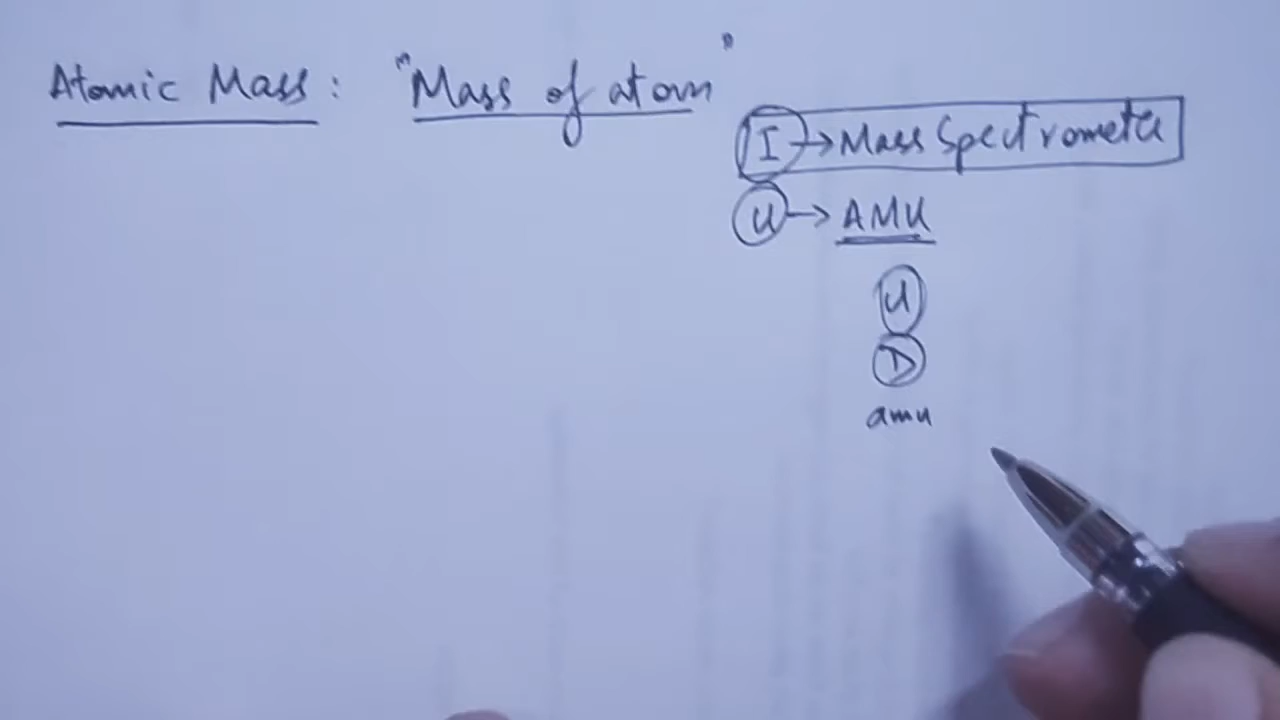 Atomic Mass: "Mass of atom"
I → Mass Spectrometer
U → AMU
U
D
amu